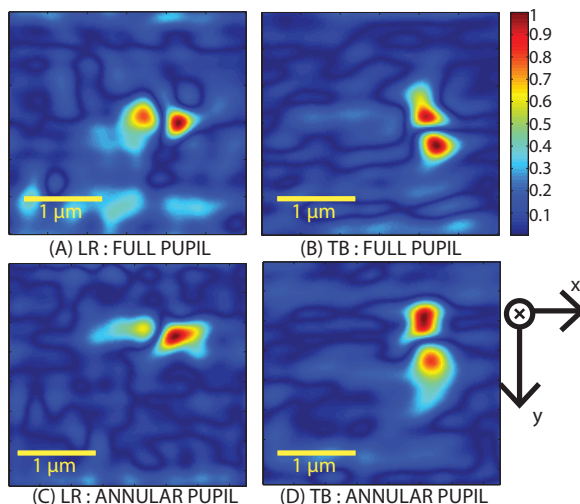 1
0.9
0.8
0.7
0.6
0.5
0.4
0.3
0.2
0.1
1 µm
1 µm
(A) LR : FULL PUPIL
(B) TB : FULL PUPIL
x
y
1 µm
1 µm
(C) LR : ANNULAR PUPIL
(D) TB : ANNULAR PUPIL